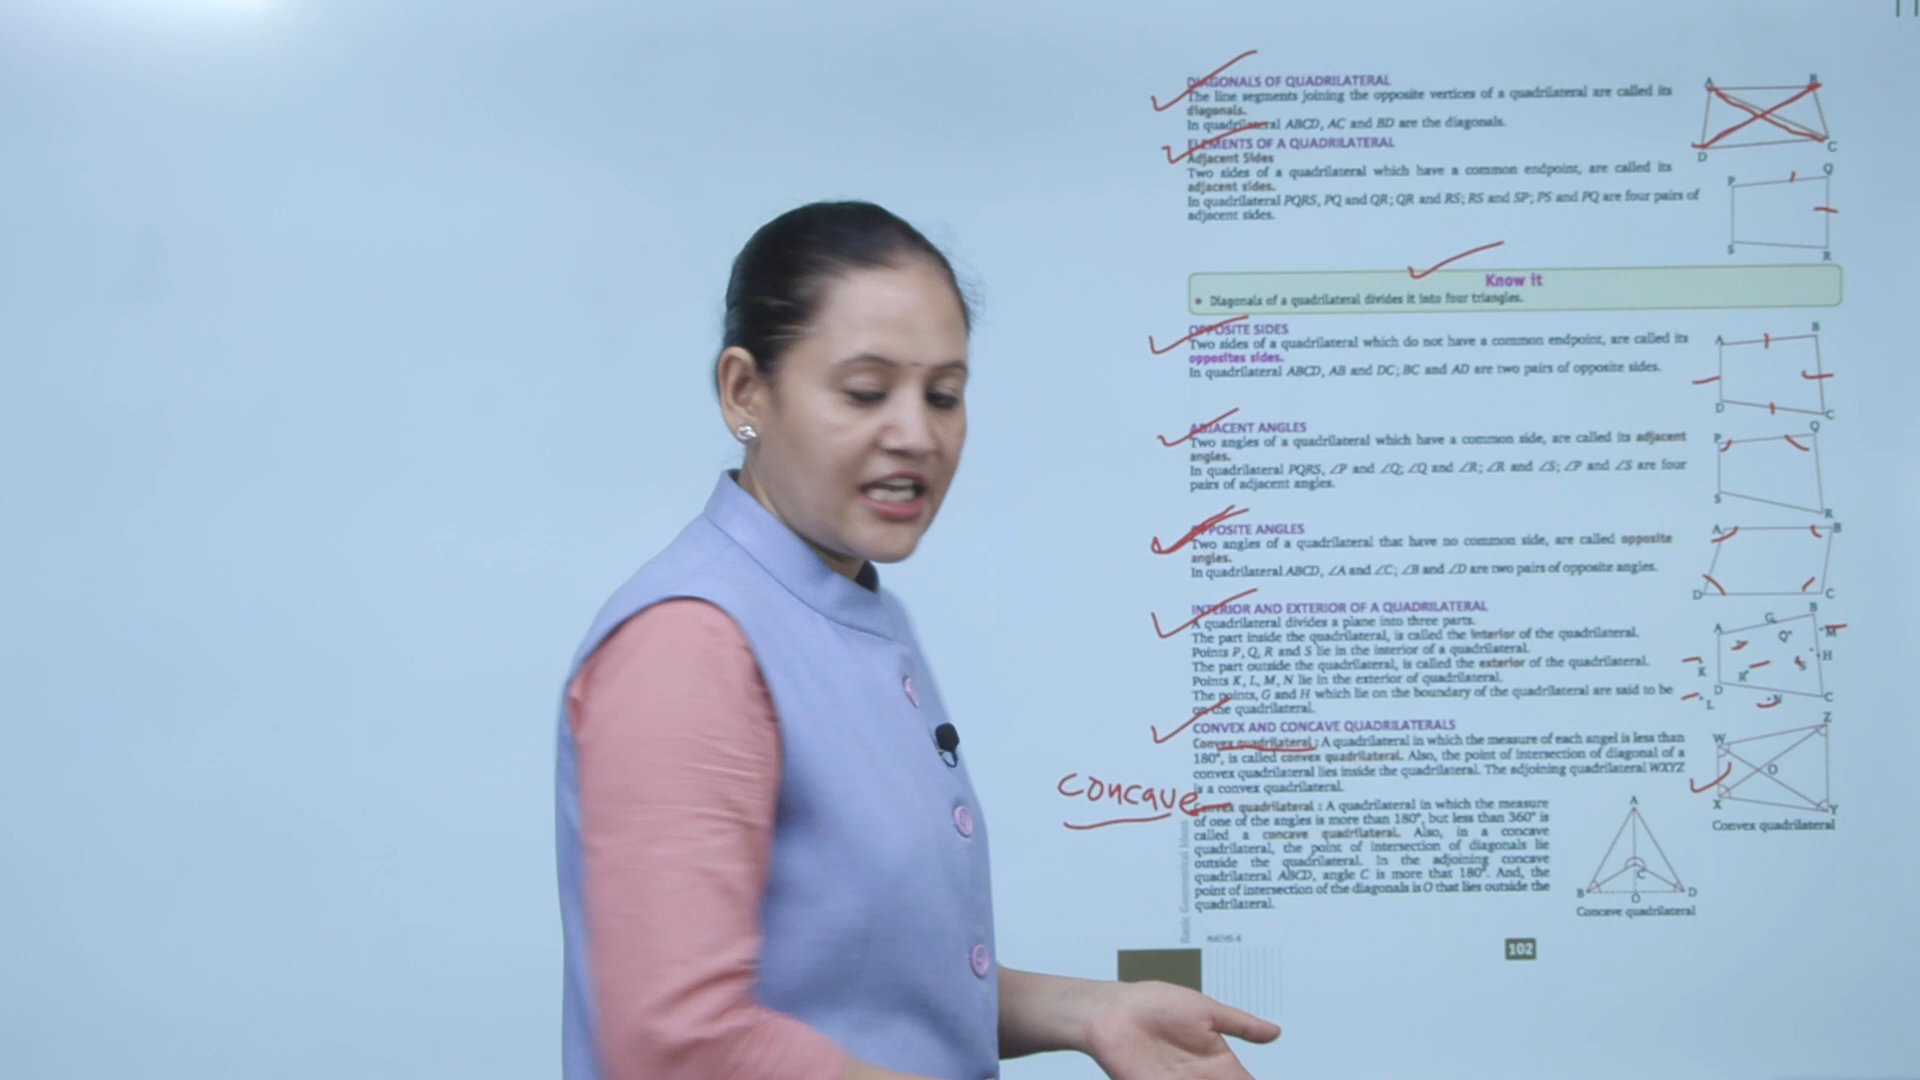 DIAGONALS OF QUADRILATERAL
The line segments joining the opposite vertices of a quadrilateral are called its
diagonals.
In quadrilateral ABCD, AC and BD are the diagonals.
ELEMENTS OF A QUADRILATERAL
Adjacent Sides
Two sides of a quadrilateral which have a common endpoint, are called its
adjacent sides.
In quadrilateral PQRS, PQ and QR; QR and RS; RS and SP; PS and PQ are four pairs of
adjacent sides.
A B
D C
P Q
S R
Know it
• Diagonals of a quadrilateral divides it into four triangles.
OPPOSITE SIDES
Two sides of a quadrilateral which do not have a common endpoint, are called its
opposites sides.
In quadrilateral ABCD, AB and DC; BC and AD are two pairs of opposite sides.
A B
D C
ADJACENT ANGLES
Two angles of a quadrilateral which have a common side, are called its adjacent
angles.
In quadrilateral PQRS, ∠P and ∠Q; ∠Q and ∠R; ∠R and ∠S; ∠P and ∠S are four
pairs of adjacent angles.
P Q
S R
OPPOSITE ANGLES
Two angles of a quadrilateral that have no common side, are called opposite
angles.
In quadrilateral ABCD, ∠A and ∠C; ∠B and ∠D are two pairs of opposite angles.
A B
D C
INTERIOR AND EXTERIOR OF A QUADRILATERAL
A quadrilateral divides a plane into three parts.
The part inside the quadrilateral, is called the interior of the quadrilateral.
Points P, Q, R and S lie in the interior of a quadrilateral.
The part outside the quadrilateral, is called the exterior of the quadrilateral.
Points K, L, M, N lie in the exterior of quadrilateral.
The points, G and H which lie on the boundary of the quadrilateral are said to be
on the quadrilateral.
G B
A Q M
H
K R S
D
L N C
CONVEX AND CONCAVE QUADRILATERALS
Convex quadrilateral : A quadrilateral in which the measure of each angel is less than
180°, is called convex quadrilateral. Also, the point of intersection of diagonal of a
convex quadrilateral lies inside the quadrilateral. The adjoining quadrilateral WXYZ
is a convex quadrilateral.
Z
W
O
X Y
Convex quadrilateral
Concave
Convex quadrilateral : A quadrilateral in which the measure
of one of the angles is more than 180°, but less than 360° is
called a concave quadrilateral. Also, in a concave
quadrilateral, the point of intersection of diagonals lie
outside the quadrilateral. In the adjoining concave
quadrilateral ABCD, angle C is more that 180°. And, the
point of intersection of the diagonals is O that lies outside the
quadrilateral.
A
C
B D
O
Concave quadrilateral
Basic Geometrical Ideas
MATHS-6
102